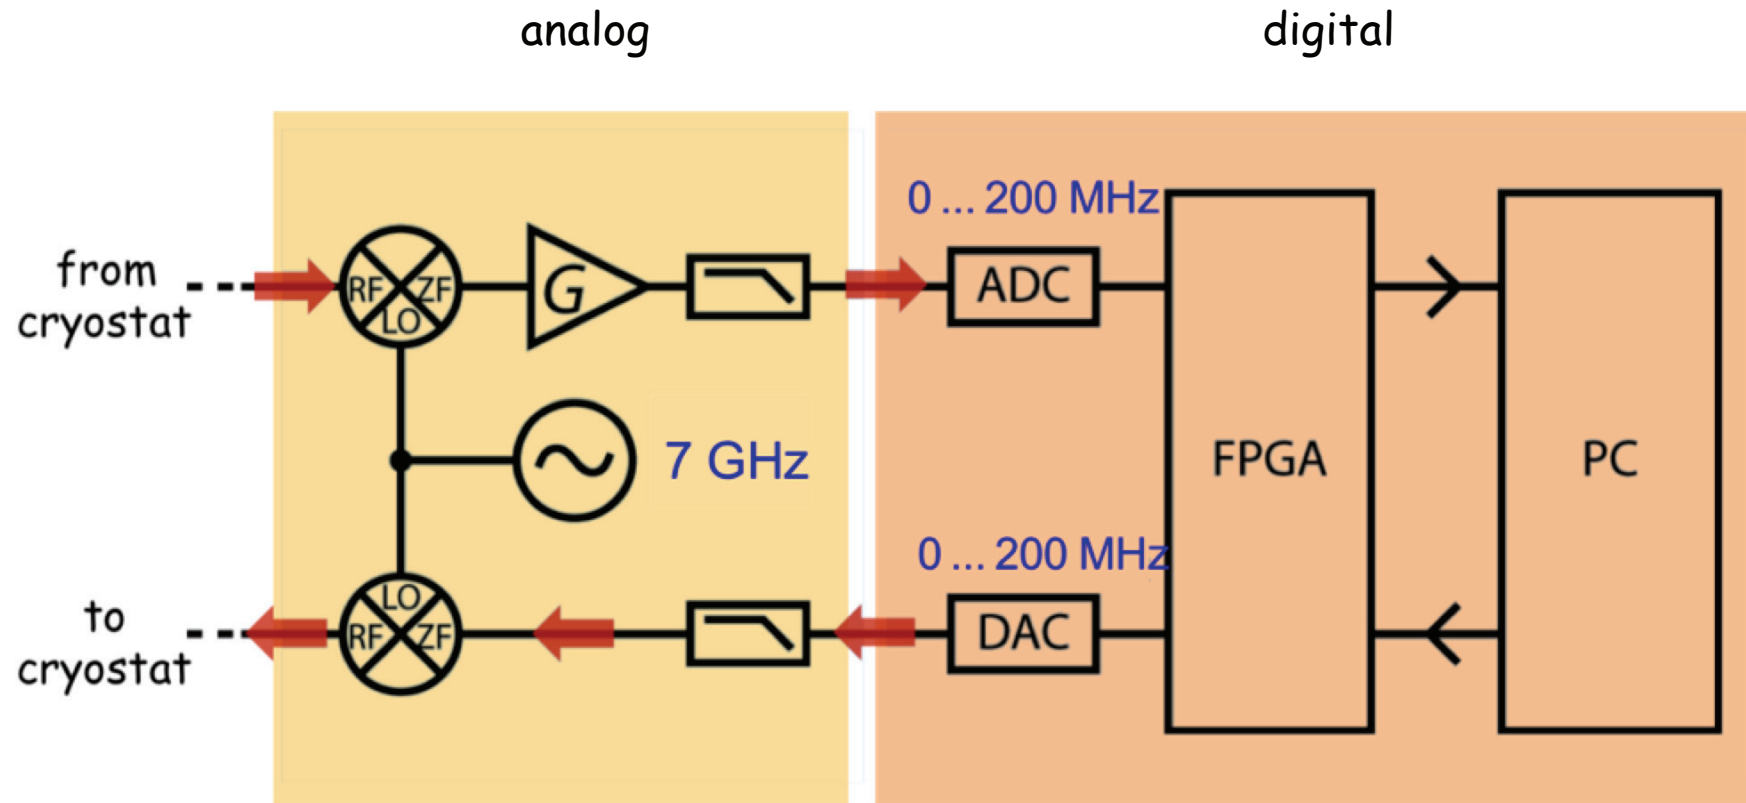 analog
digital
0 ... 200 MHz
from
cryostat
RF
ZF
LO
G
ADC
7 GHz
FPGA
PC
0 ... 200 MHz
to
cryostat
LO
RF
ZF
DAC